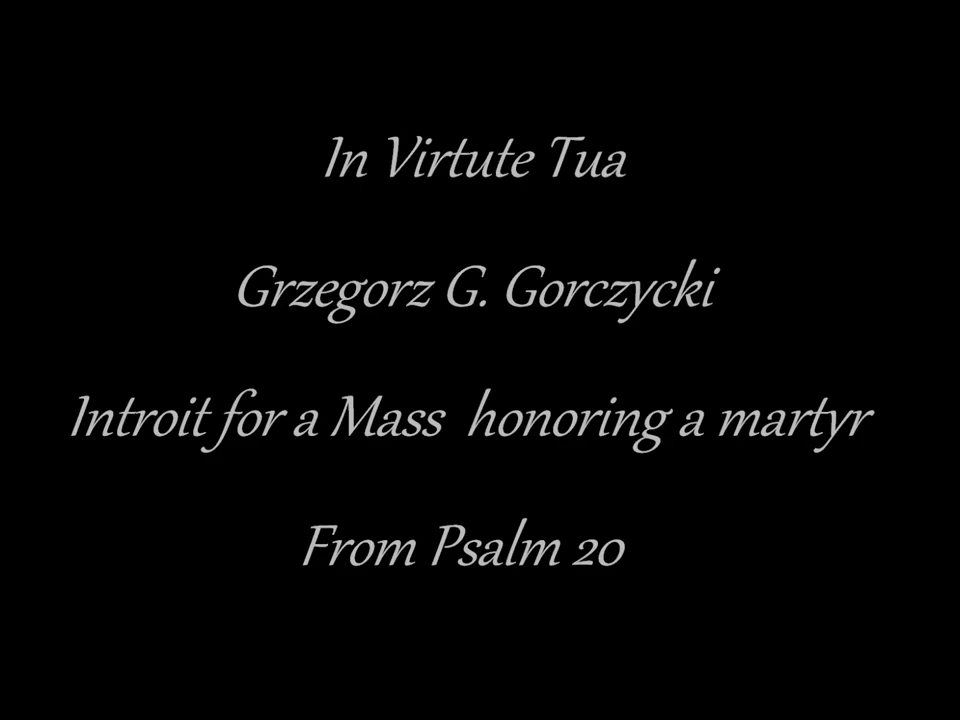 In Virtute Tua
Grzegorz G. Gorczycki
Introit for a Mass honoring a martyr
From Psalm 20